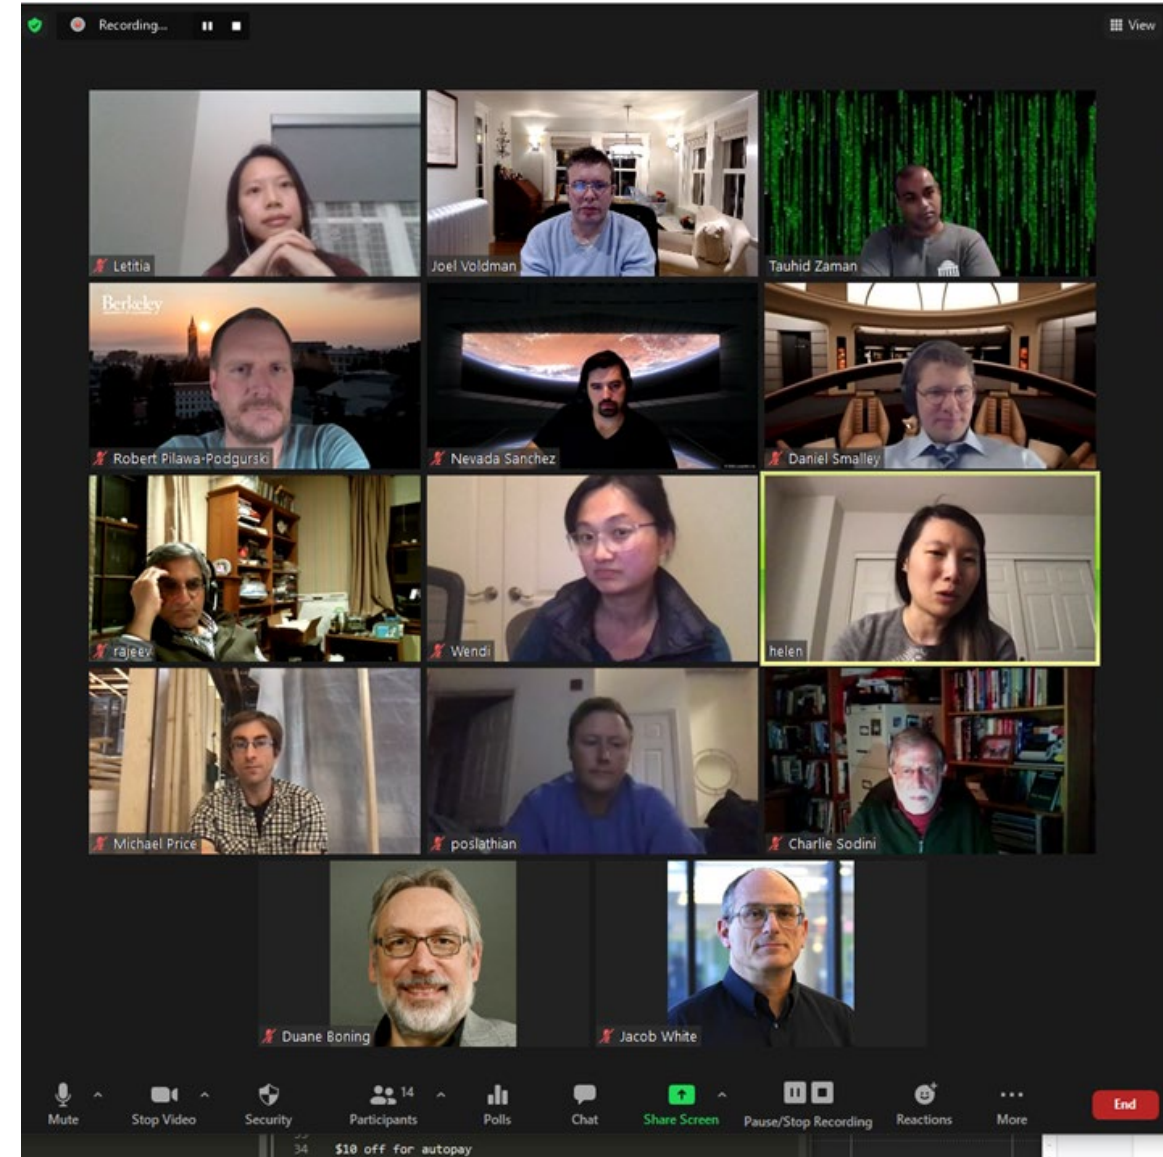 Recording...
View
Letitia
Joel Voldman
Tauhid Zaman
Berkeley
Robert Pilawa-Podgurski
Nevada Sanchez
Daniel Smalley
rajeev
Wendi
helen
Michael Price
poslathian
Charlie Sodini
Duane Boning
Jacob White
14
Mute
Stop Video
Security
Participants
Polls
Chat
Share Screen
Pause/Stop Recording
Reactions
More
End
34 $10 off for autopay